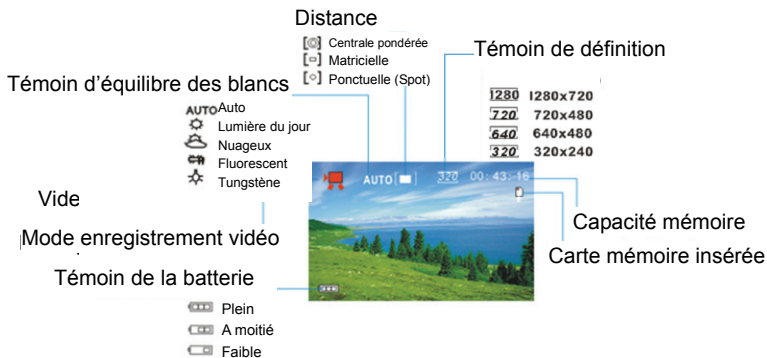 Distance
Centrale pondérée
Matricielle
Ponctuelle (Spot)
Témoin de définition
1280 1280x720
720 720x480
640 640x480
320 320x240
Témoin d'équilibre des blancs
AUTO Auto
Lumière du jour
Nuageux
Fluorescent
Tungstène
AUTO
320 00:43:16
Vide
Mode enregistrement vidéo
Capacité mémoire
Carte mémoire insérée
Témoin de la batterie
Plein
A moitié
Faible